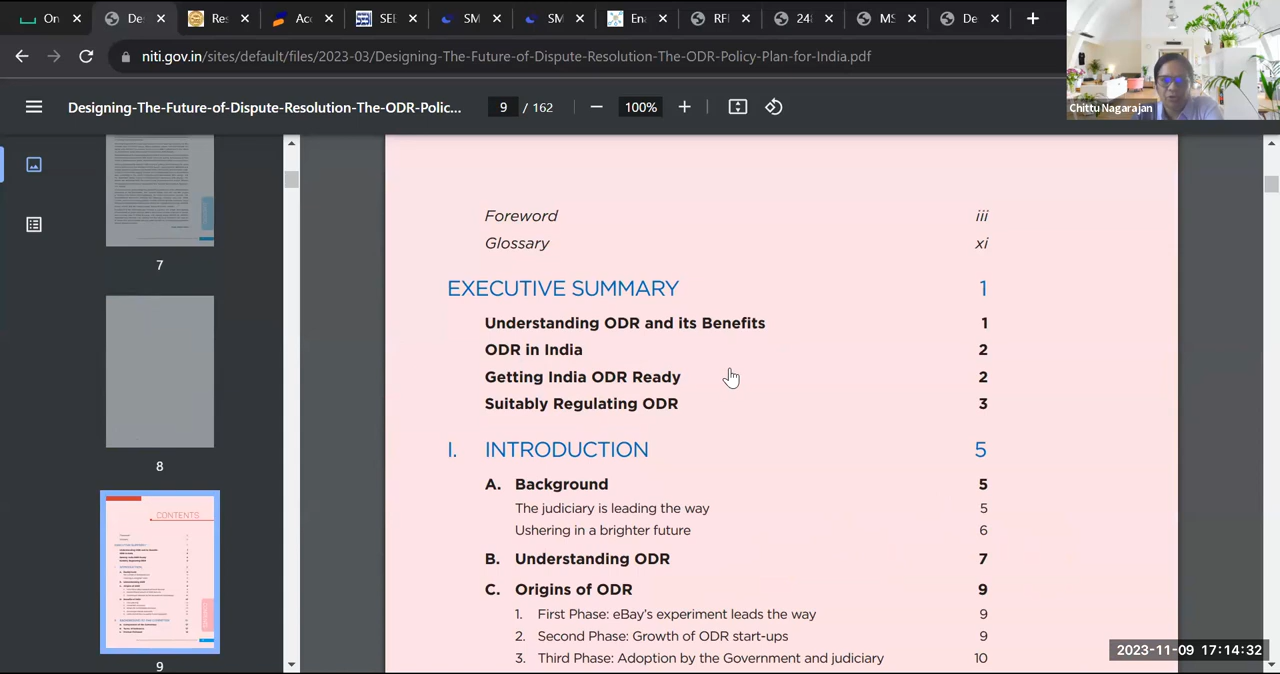 On
De
Res
Acc
SEE
SM
SM
Ena
RFI
24
MS
De
niti.gov.in/sites/default/files/2023-03/Designing-The-Future-of-Dispute-Resolution-The-ODR-Policy-Plan-for-India.pdf
Designing-The-Future-of-Dispute-Resolution-The-ODR-Polic... 9 / 162 100%
Chittu Nagarajan
7
8
CONTENTS
9
Foreword iii
Glossary xi
EXECUTIVE SUMMARY 1
Understanding ODR and its Benefits 1
ODR in India 2
Getting India ODR Ready 2
Suitably Regulating ODR 3
I. INTRODUCTION 5
A. Background 5
The judiciary is leading the way 5
Ushering in a brighter future 6
B. Understanding ODR 7
C. Origins of ODR 9
1. First Phase: eBay's experiment leads the way 9
2. Second Phase: Growth of ODR start-ups 9
3. Third Phase: Adoption by the Government and judiciary 10
2023-11-09 17:14:32